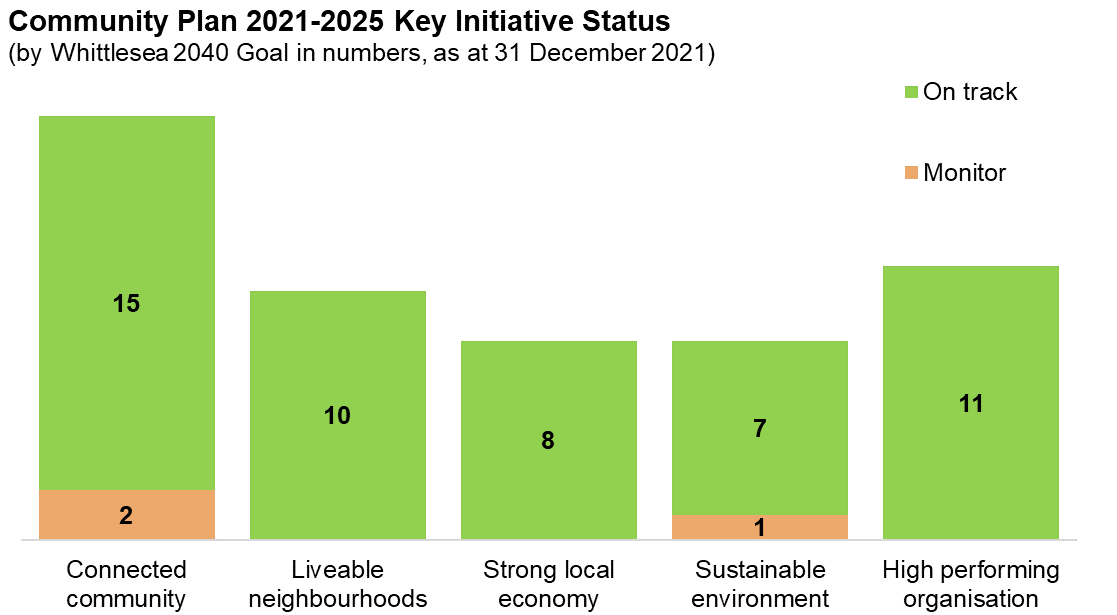 Community Plan 2021-2025 Key Initiative Status
(by Whittlesea 2040 Goal in numbers, as at 31 December 2021)
On track
Monitor
15
10
8
7
11
2
1
Connected
community
Liveable
neighbourhoods
Strong local
economy
Sustainable
environment
High performing
organisation